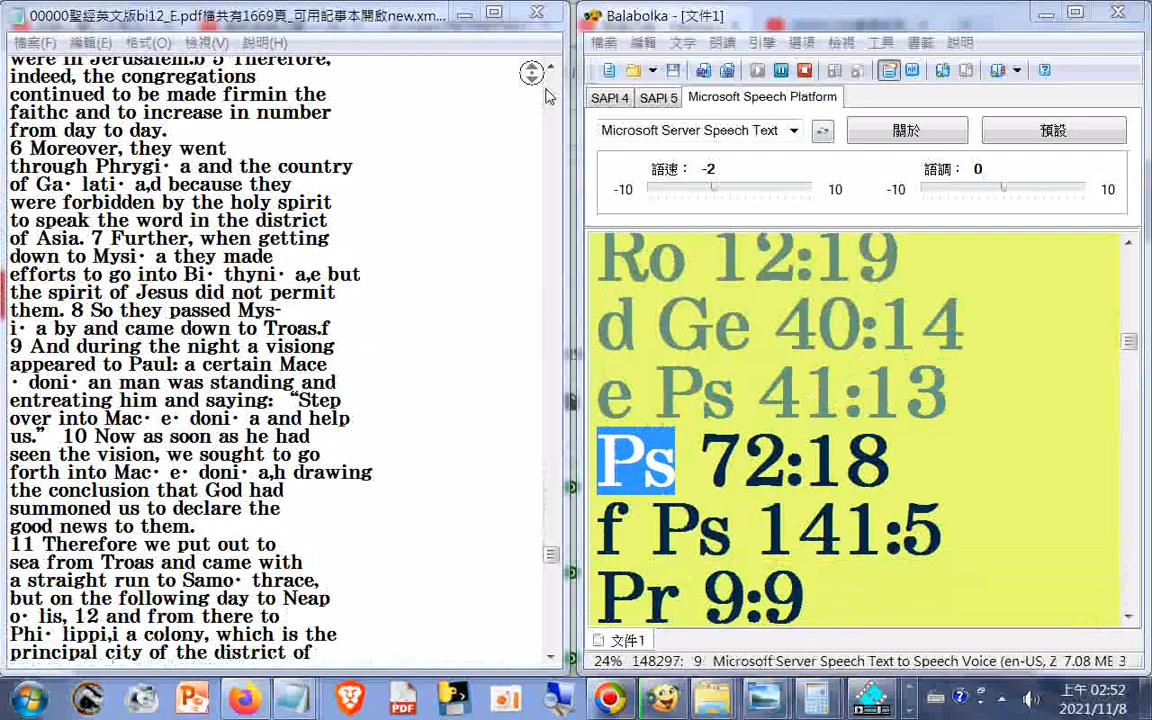 00000聖經英文版bi12_E.pdf檔共有1669頁_可用記事本開啟new.xm...
檔案(F) 編輯(E) 格式(O) 檢視(V) 說明(H)
were in Jerusalem.b 5 Therefore,
indeed, the congregations
continued to be made firmin the
faithc and to increase in number
from day to day.
6 Moreover, they went
through Phrygi· a and the country
of Ga· lati· a,d because they
were forbidden by the holy spirit
to speak the word in the district
of Asia. 7 Further, when getting
down to Mysi· a they made
efforts to go into Bi· thyni· a,e but
the spirit of Jesus did not permit
them. 8 So they passed Mys-
i· a by and came down to Troas.f
9 And during the night a visiong
appeared to Paul: a certain Mace
· doni· an man was standing and
entreating him and saying: “Step
over into Mac· e· doni· a and help
us.” 10 Now as soon as he had
seen the vision, we sought to go
forth into Mac· e· doni· a,h drawing
the conclusion that God had
summoned us to declare the
good news to them.
11 Therefore we put out to
sea from Troas and came with
a straight run to Samo· thrace,
but on the following day to Neap
o· lis, 12 and from there to
Phi· lippi,i a colony, which is the
principal city of the district of
Balabolka - [文件1]
檔案 編輯 文字 朗讀 引擎 選項 檢視 工具 書籤 說明
SAPI 4 SAPI 5 Microsoft Speech Platform
Microsoft Server Speech Text 關於 預設
語速： -2 語調： 0
-10 10 -10 10
Ro 12:19
d Ge 40:14
e Ps 41:13
Ps 72:18
f Ps 141:5
Pr 9:9
文件1
24% 148297: 9 Microsoff Server Speech Text to Speech Voice (en-US, Z 7.08 ME 3
PDF
上午 02:52
2021/11/8